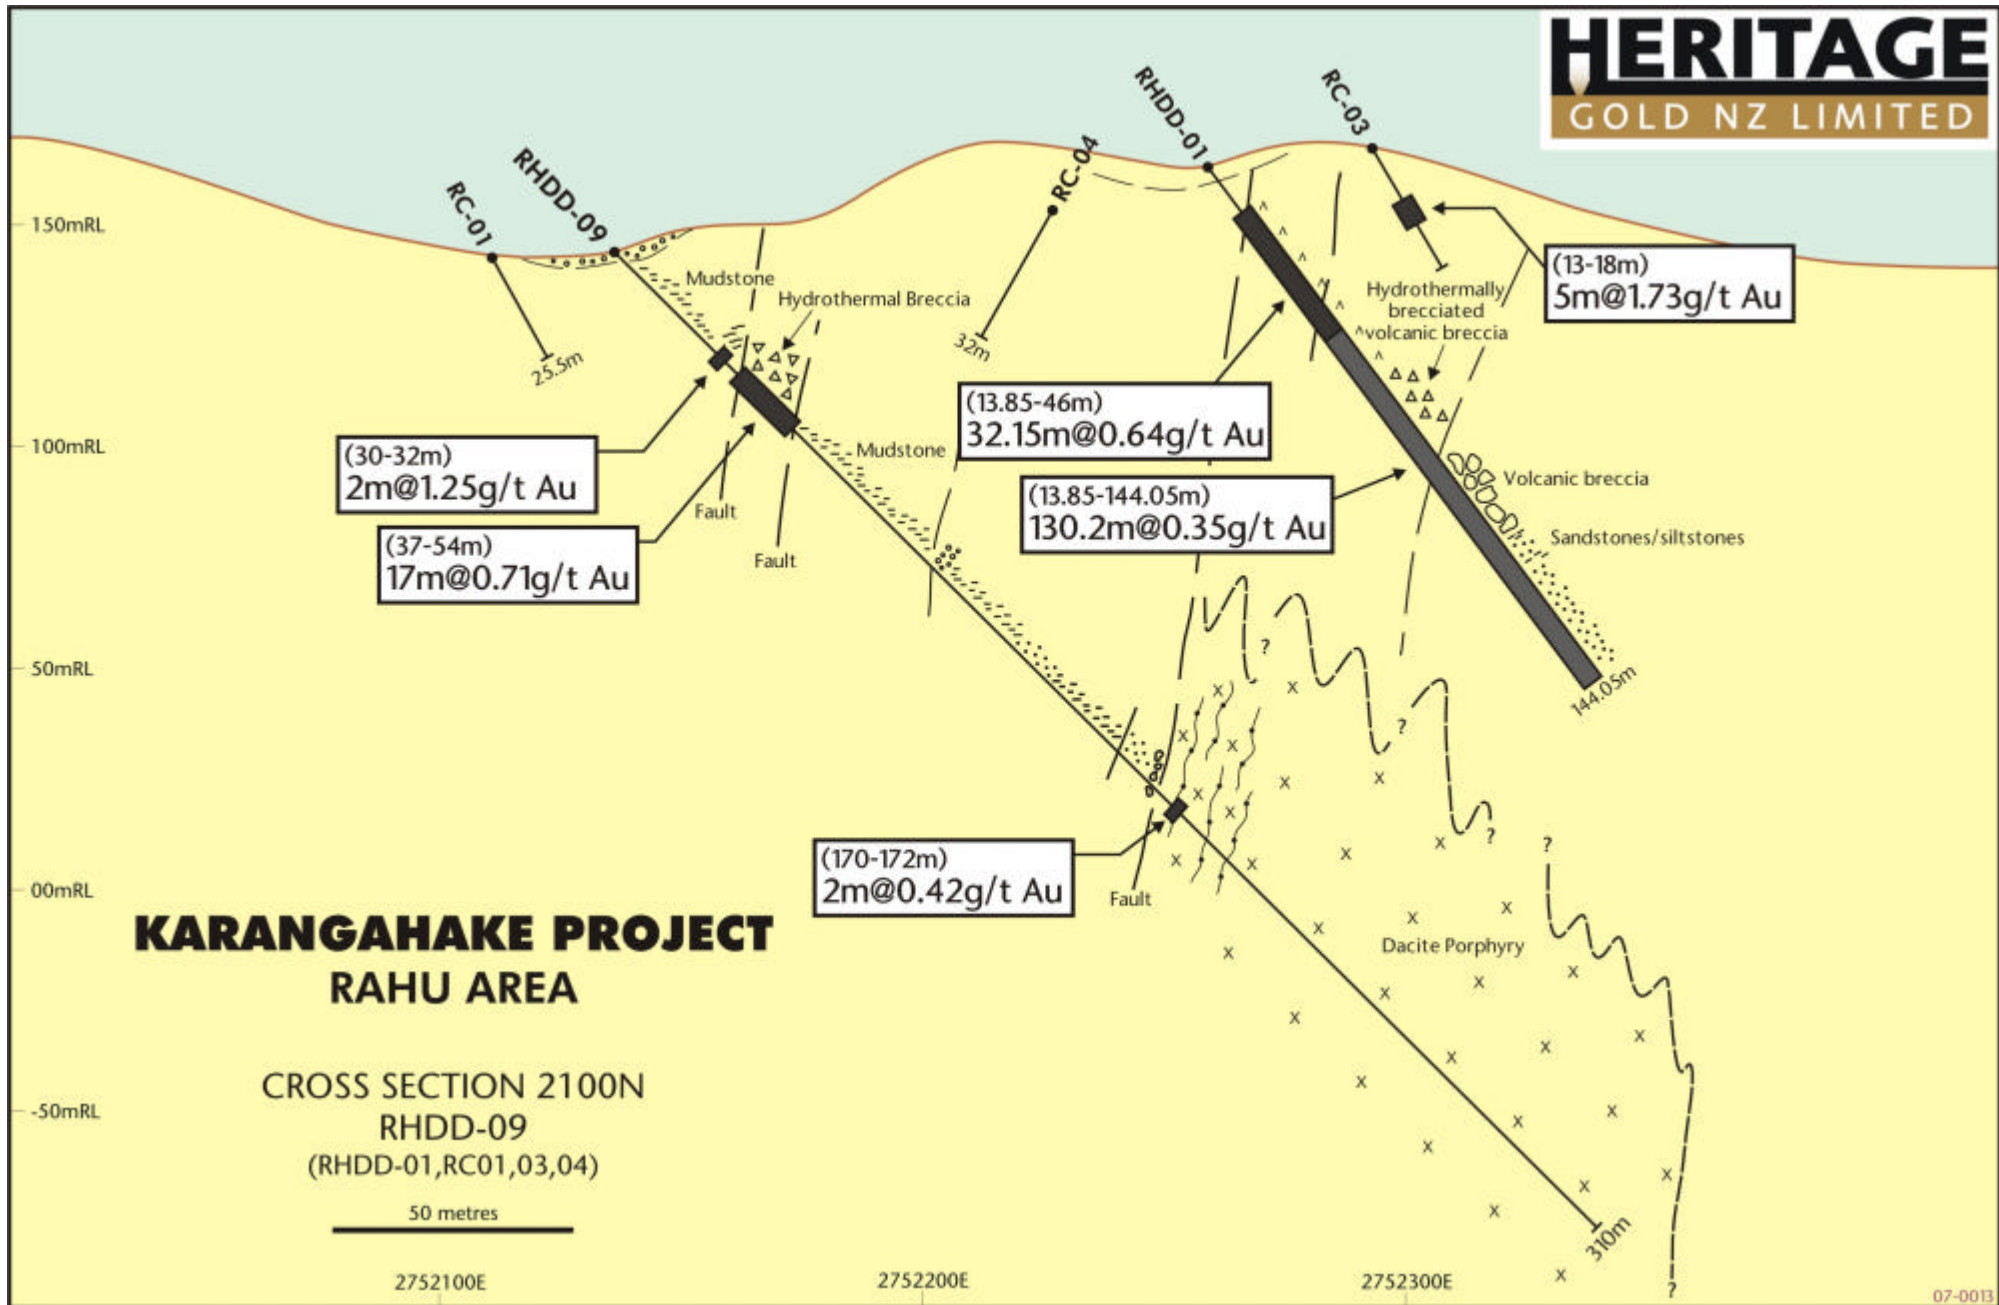 HERITAGE
GOLD NZ LIMITED
RHDD-01
RC-03
RC-04
RHDD-09
RC-01
150mRL
100mRL
50mRL
00mRL
-50mRL
Mudstone
Hydrothermal Breccia
25.5m
32m
(13-18m)
5m@1.73g/t Au
Hydrothermally
brecciated
volcanic breccia
(13.85-46m)
32.15m@0.64g/t Au
(30-32m)
2m@1.25g/t Au
Mudstone
(13.85-144.05m)
130.2m@0.35g/t Au
Volcanic breccia
Fault
(37-54m)
17m@0.71g/t Au
Fault
Sandstones/siltstones
?
144.05m
?
?
?
(170-172m)
2m@0.42g/t Au
Fault
Dacite Porphyry
KARANGAHAKE PROJECT
RAHU AREA
CROSS SECTION 2100N
RHDD-09
(RHDD-01,RC01,03,04)
50 metres
310m
?
2752100E
2752200E
2752300E
07-0013